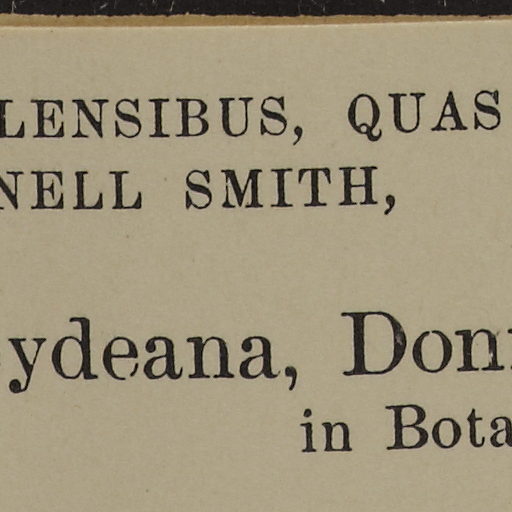 LENSIBUS, QUAS
NELL SMITH,
ydeana, Don
in Bota